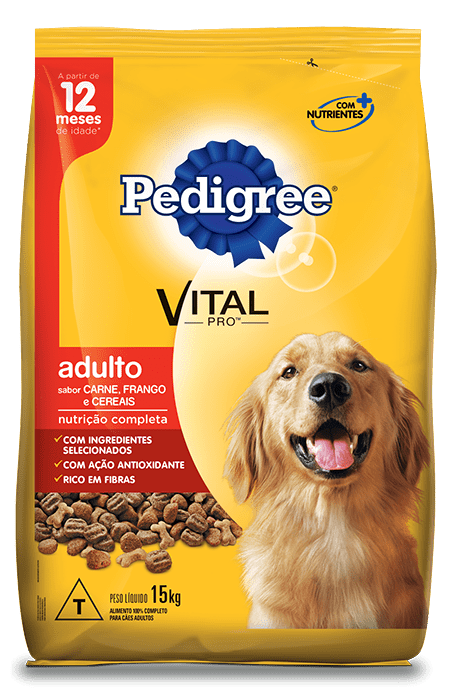 A partir de
12
meses
de idade*
COM
NUTRIENTES
Pedigree®
VITAL
PRO™
adulto
sabor CARNE, FRANGO
e CEREAIS
nutrição completa
COM INGREDIENTES
SELECIONADOS
COM AÇÃO ANTIOXIDANTE
RICO EM FIBRAS
T
PESO LÍQUIDO 15kg
ALIMENTO 100% COMPLETO
PARA CÃES ADULTOS